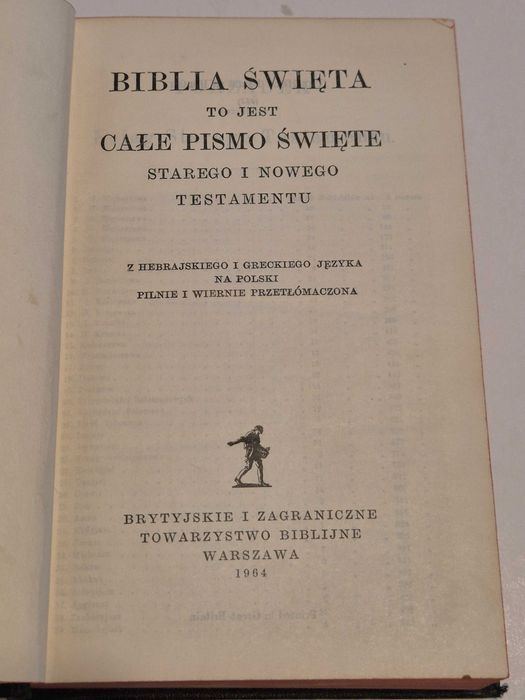 BIBLIA ŚWIĘTA
TO JEST
CAŁE PISMO ŚWIĘTE
STAREGO I NOWEGO
TESTAMENTU
Z HEBRAJSKIEGO I GRECKIEGO JĘZYKA
NA POLSKI
PILNIE I WIERNIE PRZETŁÓMACZONA
BRYTYJSKIE I ZAGRANICZNE
TOWARZYSTWO BIBLIJNE
WARSZAWA
1964